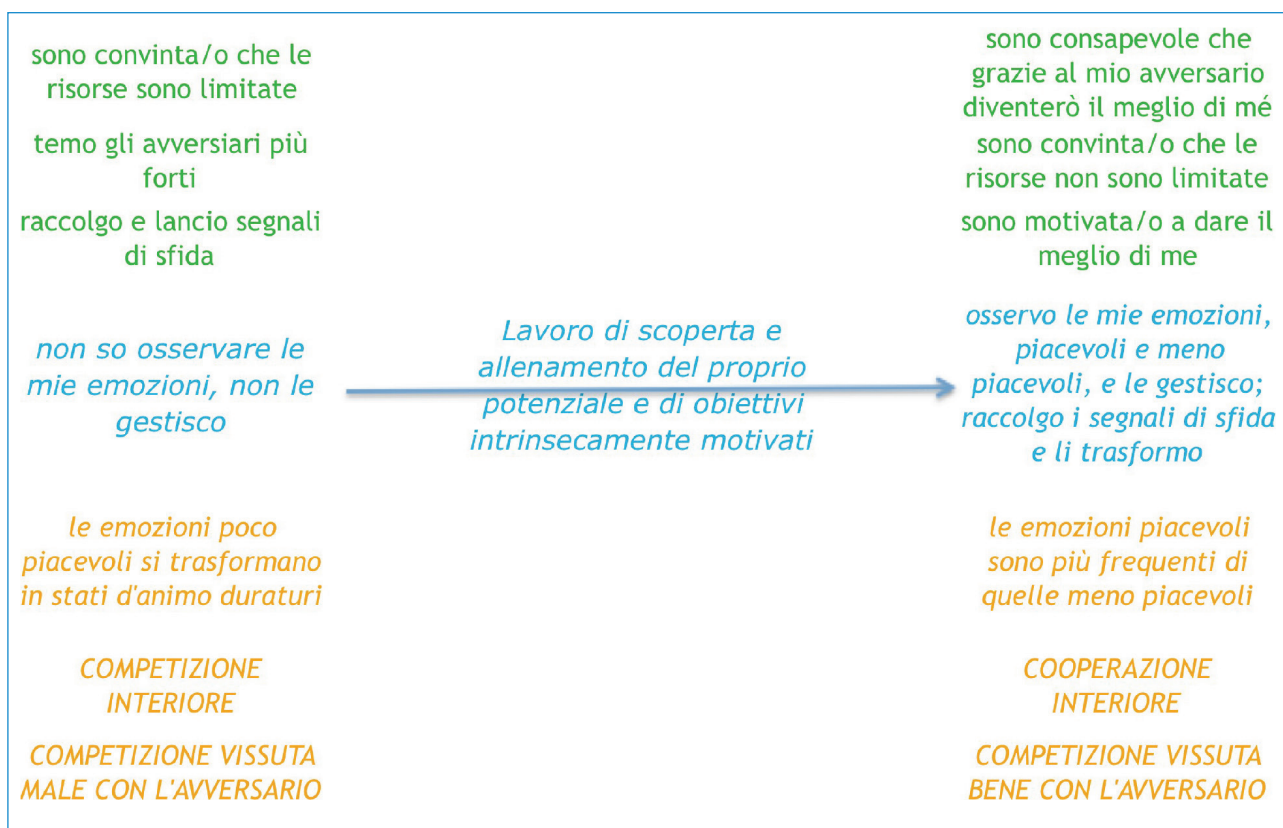 sono convinta/o che le
risorse sono limitate
temo gli avversiari più
forti
raccolgo e lancio segnali
di sfida
non so osservare le
mie emozioni, non le
gestisco
le emozioni poco
piacevoli si trasformano
in stati d'animo duraturi
COMPETIZIONE
INTERIORE
COMPETIZIONE VISSUTA
MALE CON L'AVVERSARIO
Lavoro di scoperta e
allenamento del proprio
potenziale e di obiettivi
intrinsecamente motivati
sono consapevole che
grazie al mio avversario
diventerò il meglio di mé
sono convinta/o che le
risorse non sono limitate
sono motivata/o a dare il
meglio di me
osservo le mie emozioni,
piacevoli e meno
piacevoli, e le gestisco;
raccolgo i segnali di sfida
e li trasformo
le emozioni piacevoli
sono più frequenti di
quelle meno piacevoli
COOPERAZIONE
INTERIORE
COMPETIZIONE VISSUTA
BENE CON L'AVVERSARIO